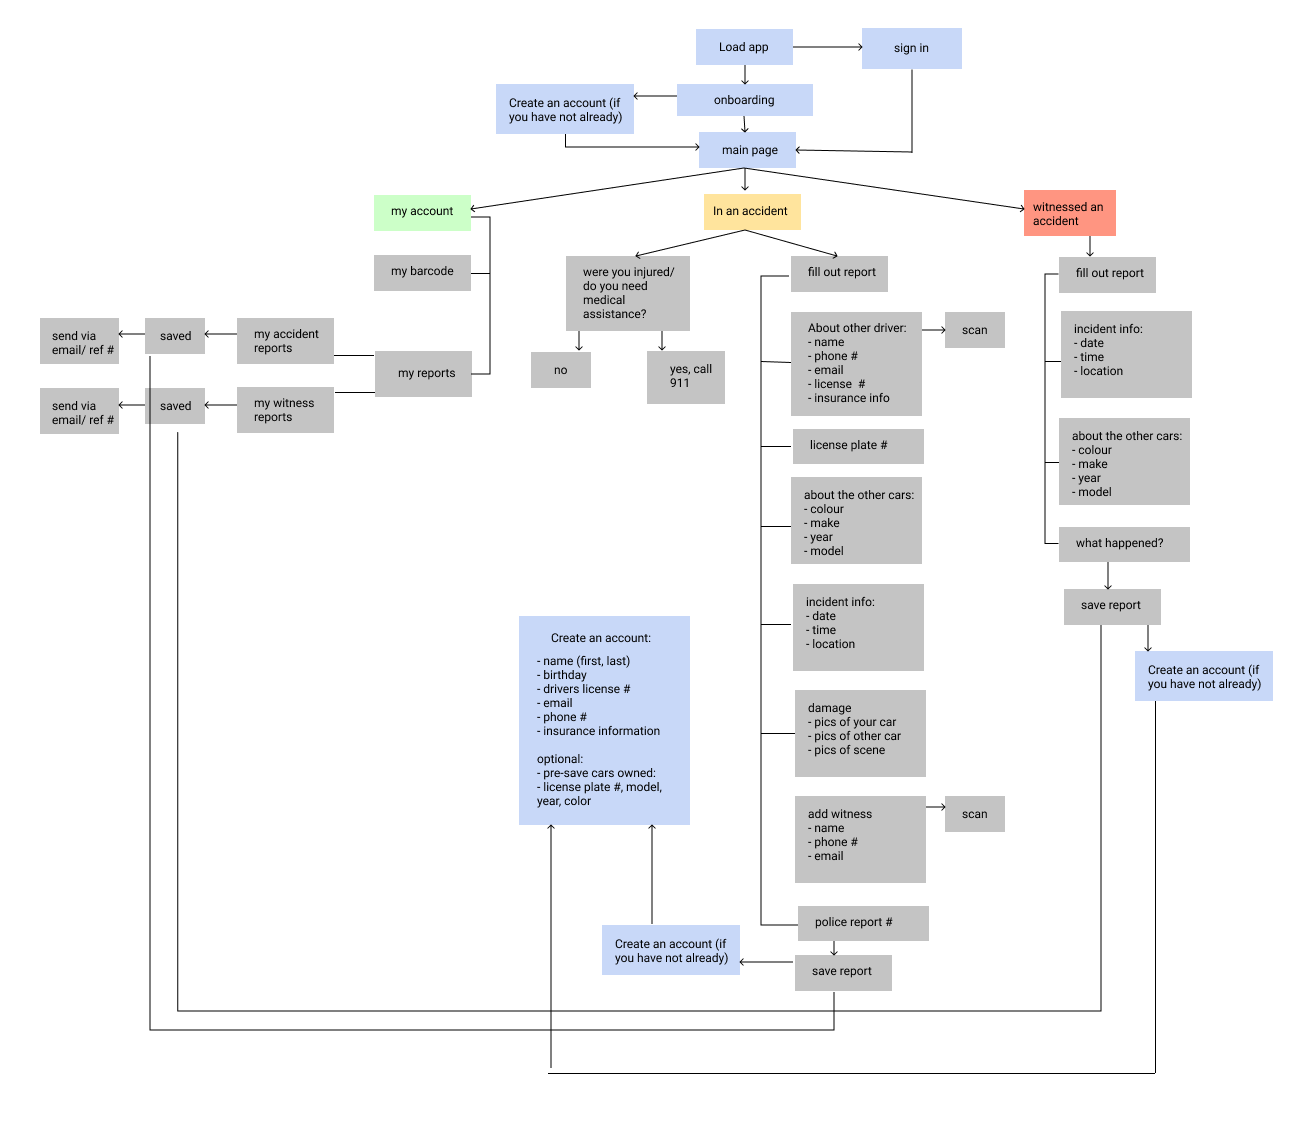 Load app
sign in
Create an account (if
you have not already)
onboarding
main page
my account
In an accident
witnessed an
accident
my barcode
were you injured/
do you need
medical
assistance?
fill out report
fill out report
send via
email/ ref #
saved
my accident
reports
my reports
no
yes, call
911
About other driver:
- name
- phone #
- email
- license  #
- insurance info
scan
incident info:
- date
- time
- location
send via
email/ ref #
saved
my witness
reports
license plate #
about the other cars:
- colour
- make
- year
- model
about the other cars:
- colour
- make
- year
- model
what happened?
incident info:
- date
- time
- location
save report
Create an account:
- name (first, last)
- birthday
- drivers license #
- email
- phone #
- insurance information
optional:
- pre-save cars owned:
- license plate #, model,
year, color
Create an account (if
you have not already)
damage
- pics of your car
- pics of other car
- pics of scene
add witness
- name
- phone #
- email
scan
police report #
Create an account (if
you have not already)
save report